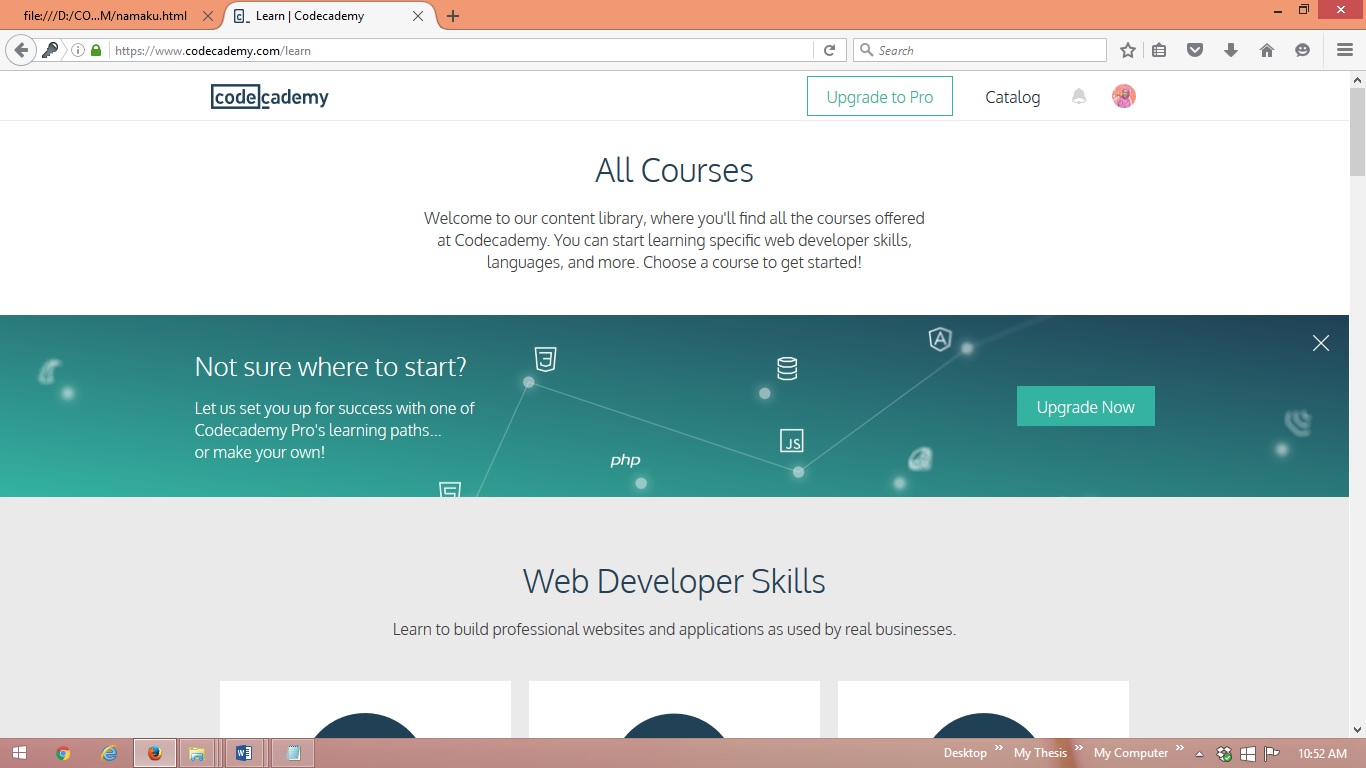 file:///D:/CO...M/namaku.html
Learn | Codecademy
https://www.codecademy.com/learn
Search
codecademy
Upgrade to Pro
Catalog
All Courses
Welcome to our content library, where you'll find all the courses offered
at Codecademy. You can start learning specific web developer skills,
languages, and more. Choose a course to get started!
Not sure where to start?
Let us set you up for success with one of
Codecademy Pro's learning paths...
or make your own!
php
JS
Upgrade Now
Web Developer Skills
Learn to build professional websites and applications as used by real businesses.
Desktop
My Thesis
My Computer
10:52 AM